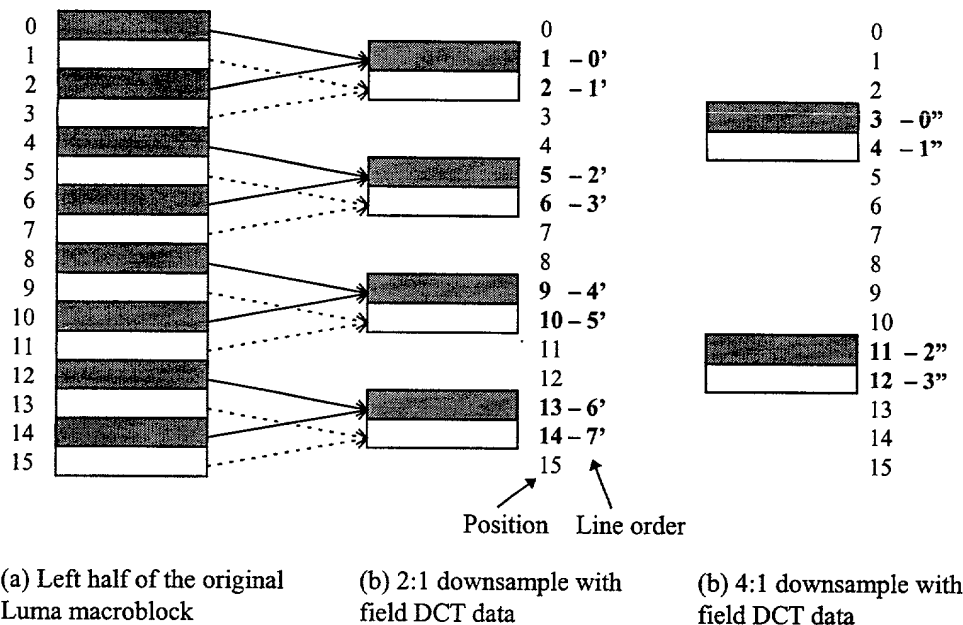 0
1
2
3
4
5
6
7
8
9
10
11
12
13
14
15
0
1 – 0’
2 – 1’
3
4
5 – 2’
6 – 3’
7
8
9 – 4’
10 – 5’
11
12
13 – 6’
14 – 7’
15
Position Line order
0
1
2
3 – 0”
4 – 1”
5
6
7
8
9
10
11 – 2”
12 – 3”
13
14
15
(a) Left half of the original
Luma macroblock
(b) 2:1 downsample with
field DCT data
(b) 4:1 downsample with
field DCT data